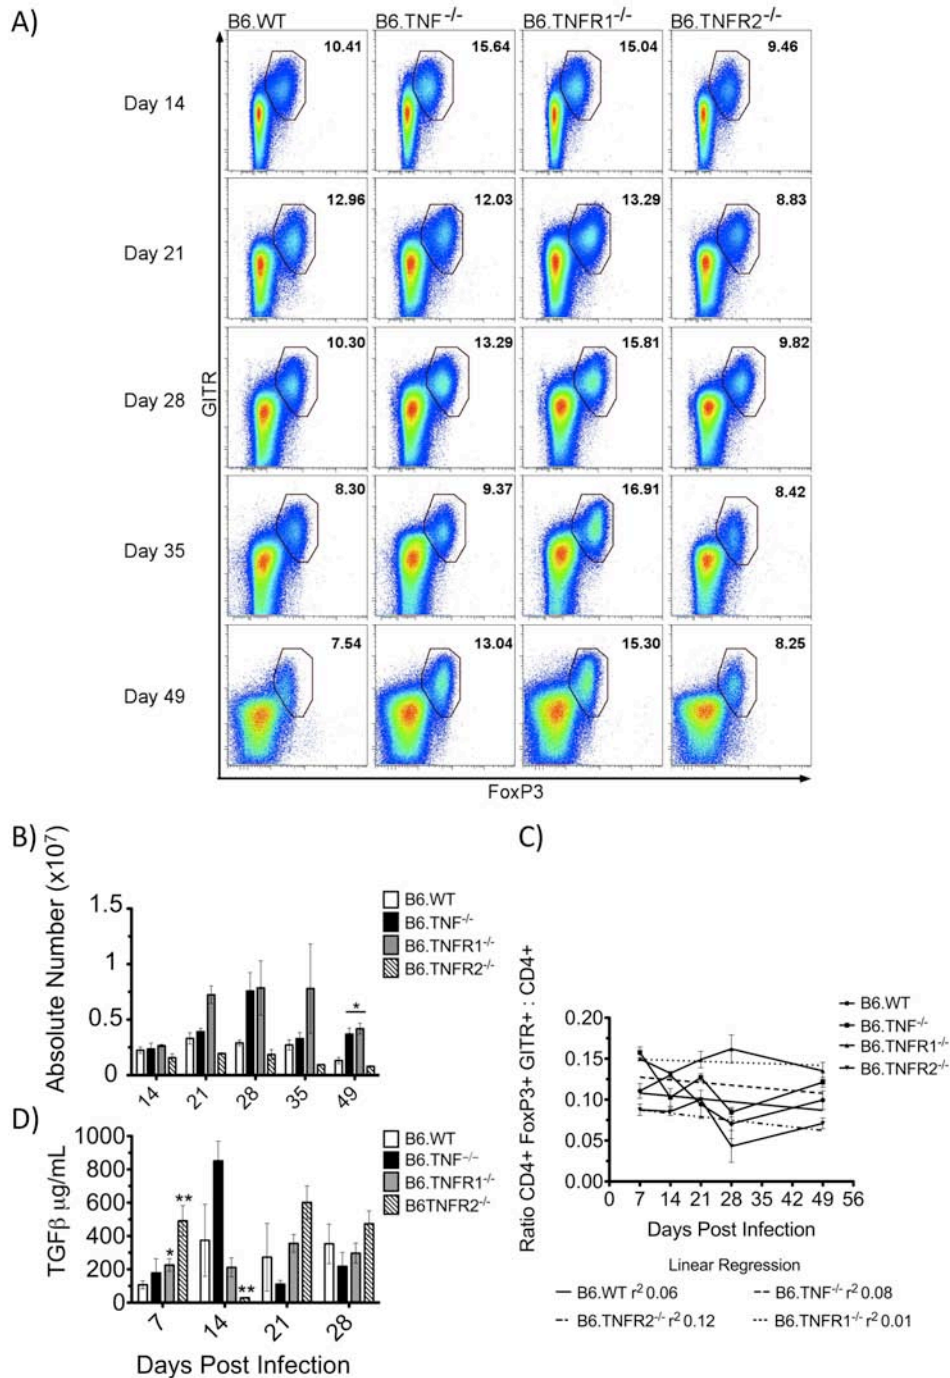 A)
B6.WT B6.TNF-/- B6.TNFR1-/- B6.TNFR2-/-
Day 14 10.41 15.64 15.04 9.46
Day 21 12.96 12.03 13.29 8.83
Day 28 10.30 13.29 15.81 9.82
Day 35 8.30 9.37 16.91 8.42
Day 49 7.54 13.04 15.30 8.25
GITR
FoxP3
B)
Absolute Number (x10⁷)
1.5
1
0.5
0
*
14 21 28 35 49
B6.WT
B6.TNF-/-
B6.TNFR1-/-
B6.TNFR2-/-
C)
Ratio CD4+ FoxP3+ GITR+ : CD4+
0.20
0.15
0.10
0.05
0.00
0 7 14 21 28 35 42 49 56
Days Post Infection
B6.WT
B6.TNF-/-
B6.TNFR1-/-
B6.TNFR2-/-
Linear Regression
B6.WT r² 0.06 B6.TNF-/- r² 0.08
B6.TNFR2-/- r² 0.12 B6.TNFR1-/- r² 0.01
D)
TGFβ µg/mL
1000
800
600
400
200
0
* ** **
7 14 21 28
Days Post Infection
B6.WT
B6.TNF-/-
B6.TNFR1-/-
B6TNFR2-/-